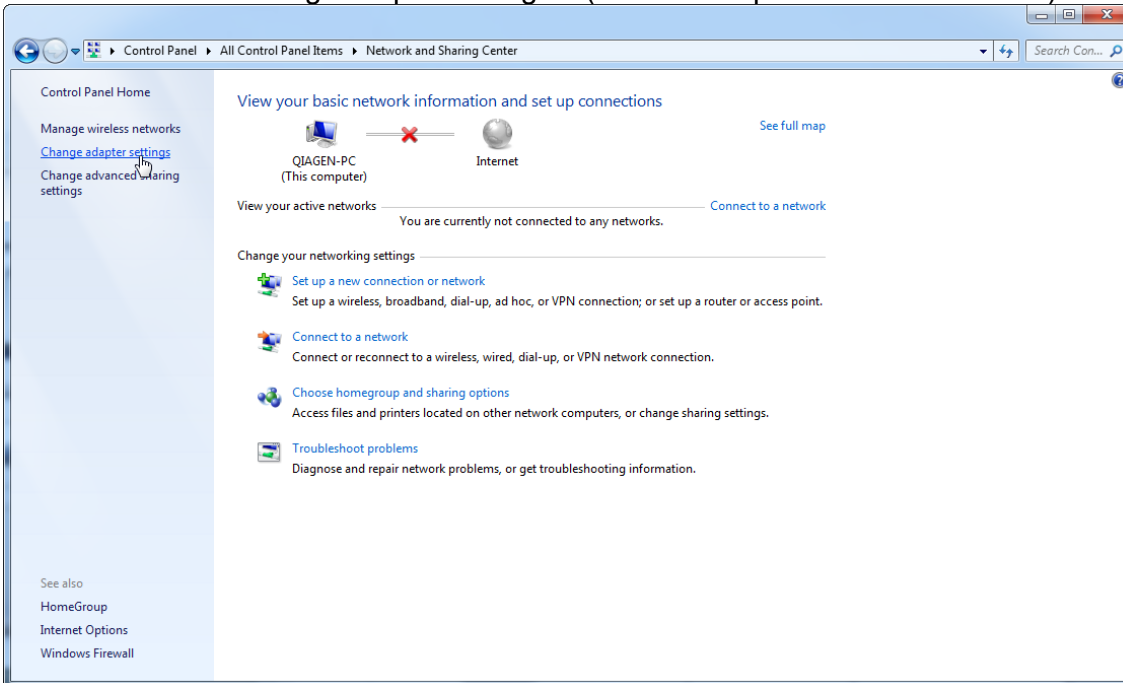 Control Panel ▸ All Control Panel Items ▸ Network and Sharing Center
Search Con...
Control Panel Home
Manage wireless networks
Change adapter settings
Change advanced sharing
settings
View your basic network information and set up connections
See full map
QIAGEN-PC
(This computer)
Internet
View your active networks
Connect to a network
You are currently not connected to any networks.
Change your networking settings
Set up a new connection or network
Set up a wireless, broadband, dial-up, ad hoc, or VPN connection; or set up a router or access point.
Connect to a network
Connect or reconnect to a wireless, wired, dial-up, or VPN network connection.
Choose homegroup and sharing options
Access files and printers located on other network computers, or change sharing settings.
Troubleshoot problems
Diagnose and repair network problems, or get troubleshooting information.
See also
HomeGroup
Internet Options
Windows Firewall